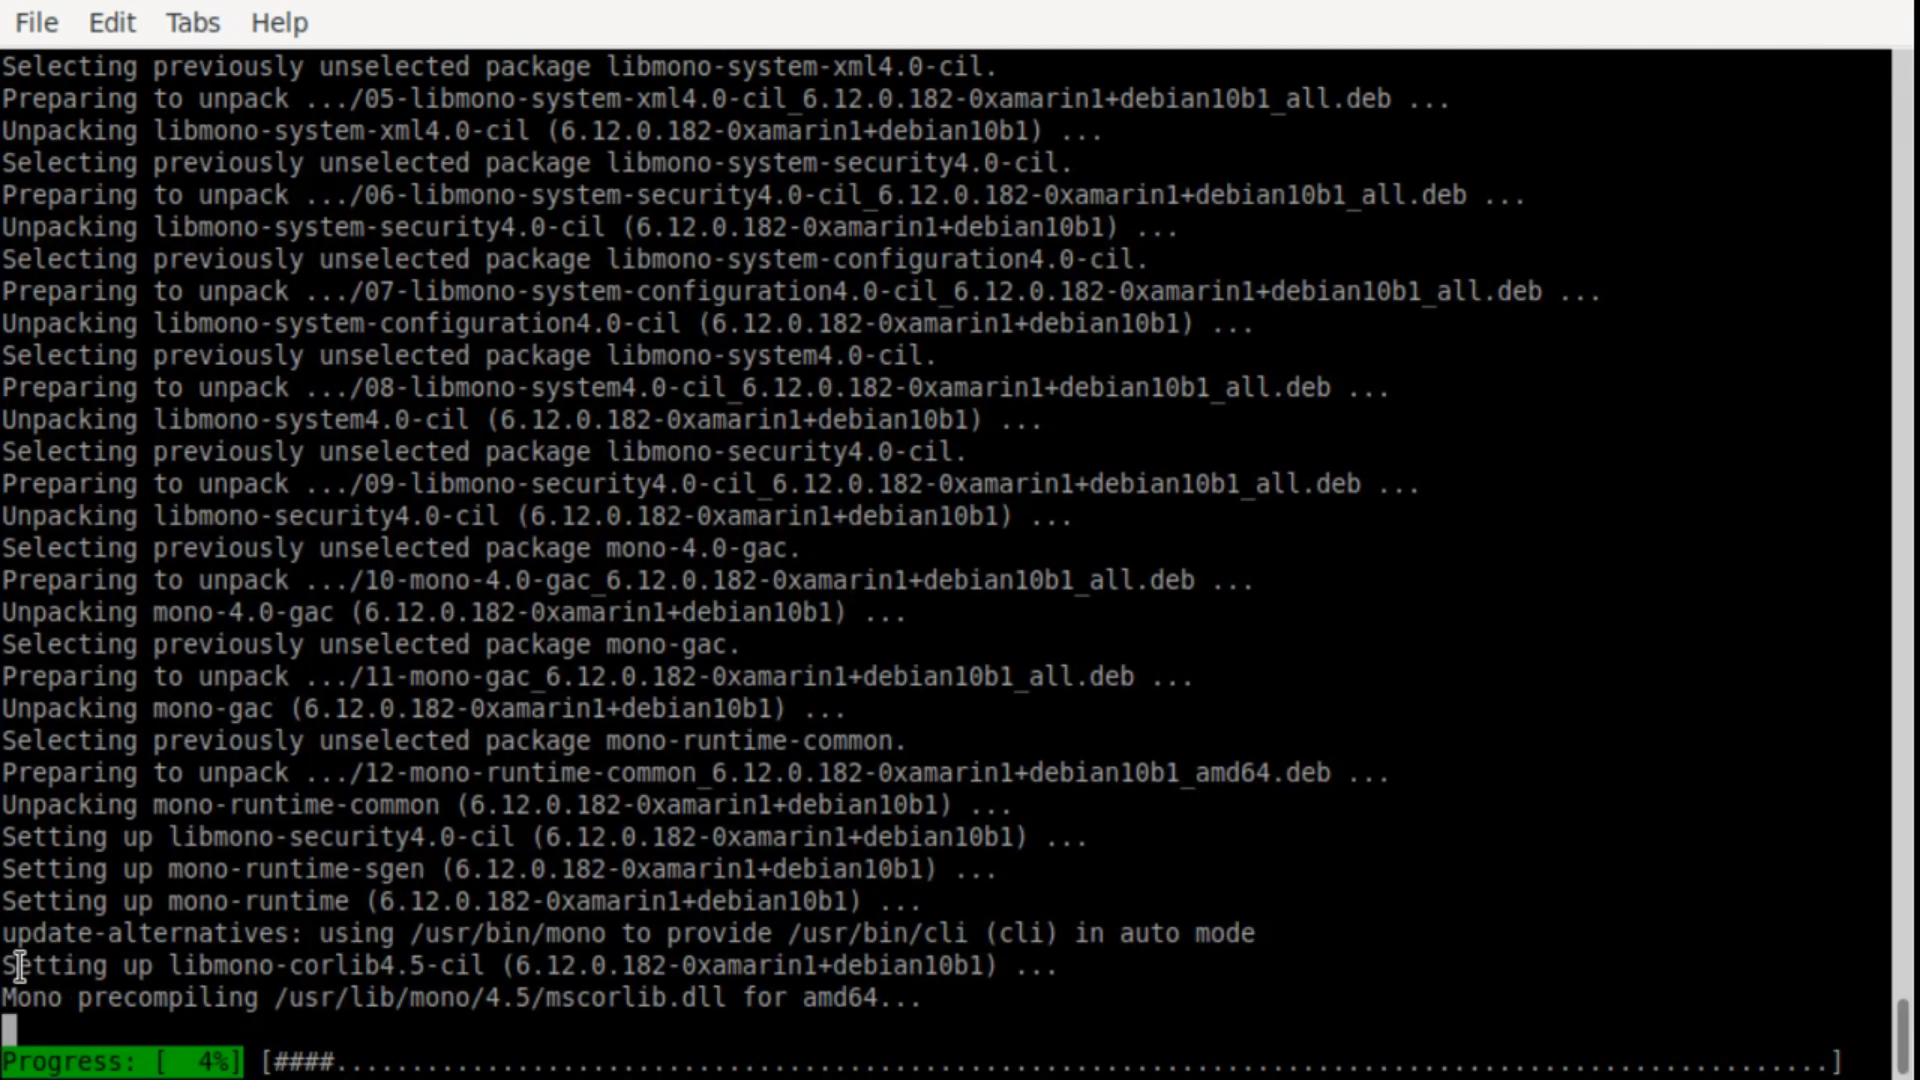 File Edit Tabs Help
Selecting previously unselected package libmono-system-xml4.0-cil.
Preparing to unpack .../05-libmono-system-xml4.0-cil_6.12.0.182-0xamarin1+debian10b1_all.deb ...
Unpacking libmono-system-xml4.0-cil (6.12.0.182-0xamarin1+debian10b1) ...
Selecting previously unselected package libmono-system-security4.0-cil.
Preparing to unpack .../06-libmono-system-security4.0-cil_6.12.0.182-0xamarin1+debian10b1_all.deb ...
Unpacking libmono-system-security4.0-cil (6.12.0.182-0xamarin1+debian10b1) ...
Selecting previously unselected package libmono-system-configuration4.0-cil.
Preparing to unpack .../07-libmono-system-configuration4.0-cil_6.12.0.182-0xamarin1+debian10b1_all.deb ...
Unpacking libmono-system-configuration4.0-cil (6.12.0.182-0xamarin1+debian10b1) ...
Selecting previously unselected package libmono-system4.0-cil.
Preparing to unpack .../08-libmono-system4.0-cil_6.12.0.182-0xamarin1+debian10b1_all.deb ...
Unpacking libmono-system4.0-cil (6.12.0.182-0xamarin1+debian10b1) ...
Selecting previously unselected package libmono-security4.0-cil.
Preparing to unpack .../09-libmono-security4.0-cil_6.12.0.182-0xamarin1+debian10b1_all.deb ...
Unpacking libmono-security4.0-cil (6.12.0.182-0xamarin1+debian10b1) ...
Selecting previously unselected package mono-4.0-gac.
Preparing to unpack .../10-mono-4.0-gac_6.12.0.182-0xamarin1+debian10b1_all.deb ...
Unpacking mono-4.0-gac (6.12.0.182-0xamarin1+debian10b1) ...
Selecting previously unselected package mono-gac.
Preparing to unpack .../11-mono-gac_6.12.0.182-0xamarin1+debian10b1_all.deb ...
Unpacking mono-gac (6.12.0.182-0xamarin1+debian10b1) ...
Selecting previously unselected package mono-runtime-common.
Preparing to unpack .../12-mono-runtime-common_6.12.0.182-0xamarin1+debian10b1_amd64.deb ...
Unpacking mono-runtime-common (6.12.0.182-0xamarin1+debian10b1) ...
Setting up libmono-security4.0-cil (6.12.0.182-0xamarin1+debian10b1) ...
Setting up mono-runtime-sgen (6.12.0.182-0xamarin1+debian10b1) ...
Setting up mono-runtime (6.12.0.182-0xamarin1+debian10b1) ...
update-alternatives: using /usr/bin/mono to provide /usr/bin/cli (cli) in auto mode
Setting up libmono-corlib4.5-cil (6.12.0.182-0xamarin1+debian10b1) ...
Mono precompiling /usr/lib/mono/4.5/mscorlib.dll for amd64...
Progress: [  4%] [####...................................................................................................]